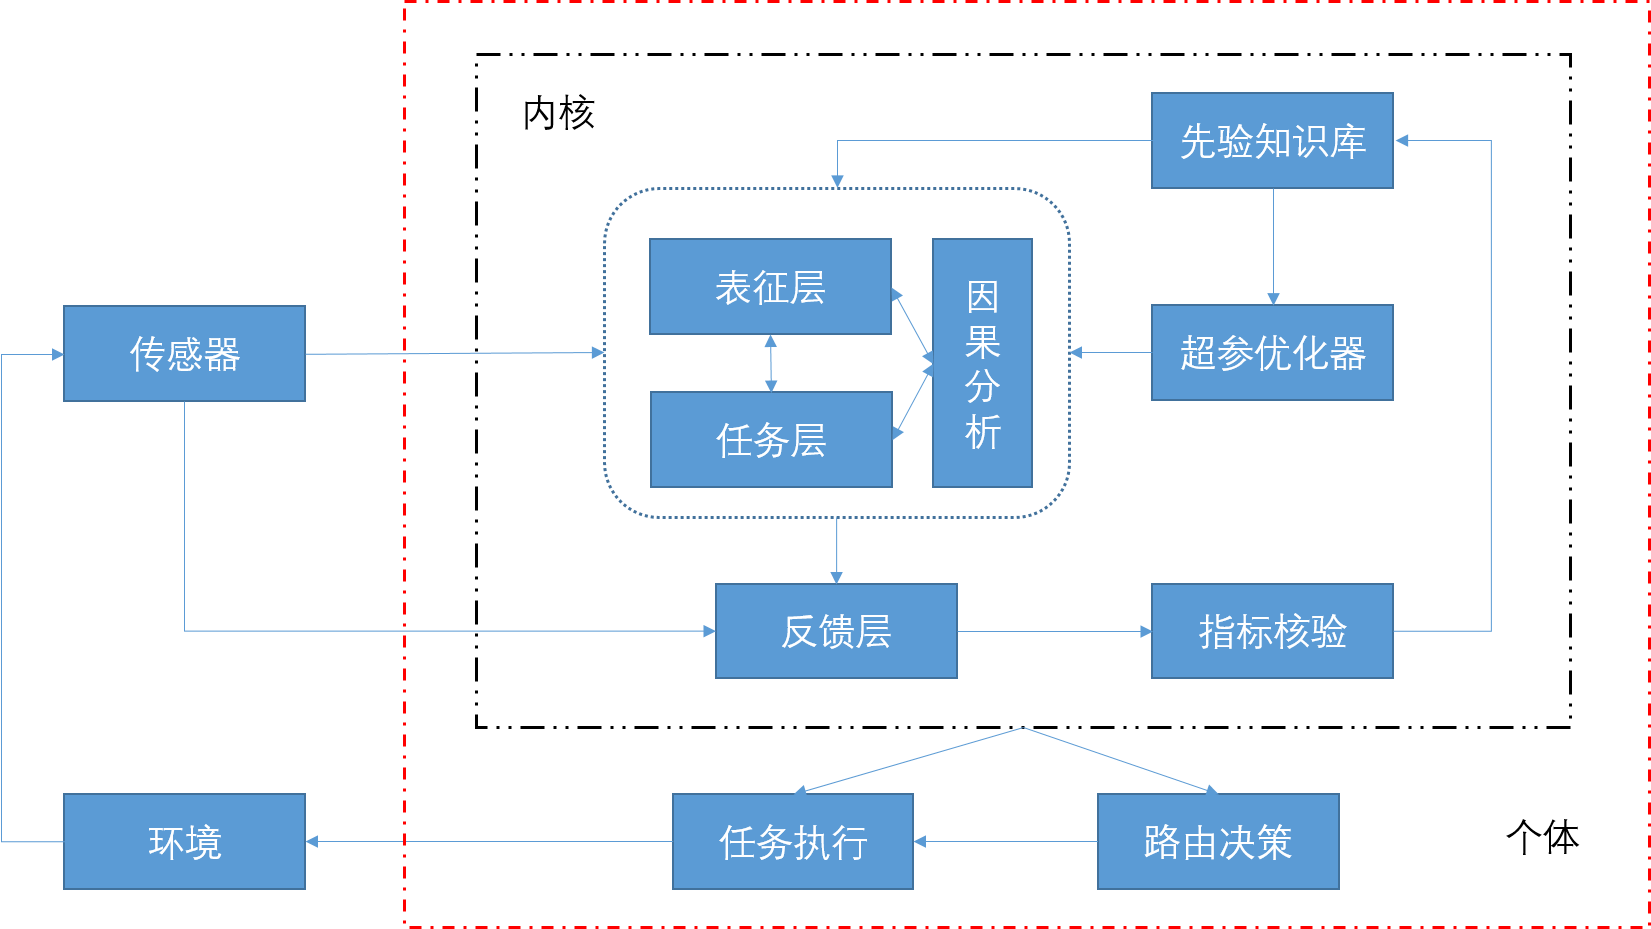 内核
先验知识库
表征层
因
果
分
析
传感器
超参优化器
任务层
反馈层
指标核验
环境
任务执行
路由决策
个体